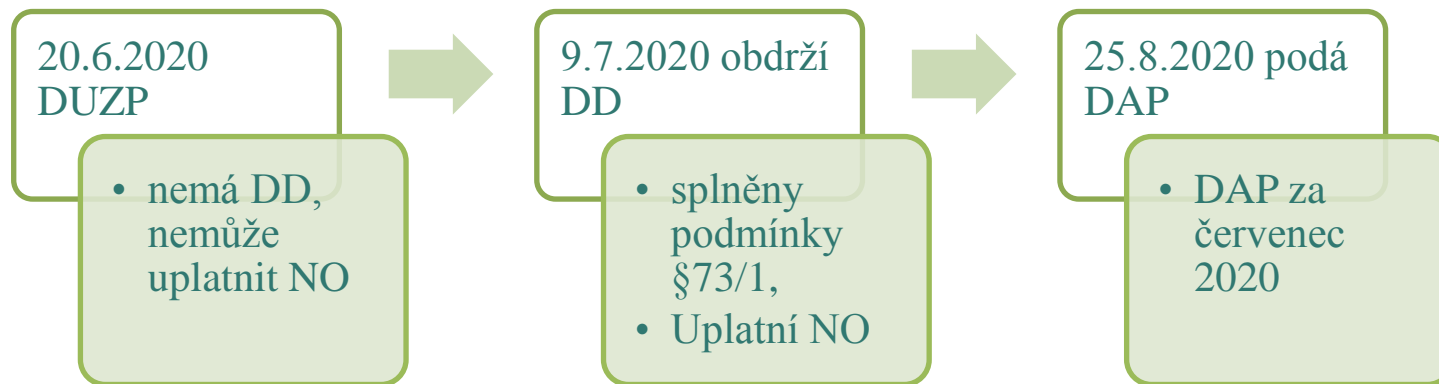 20.6.2020
DUZP
• nemá DD,
nemůže
uplatnit NO
9.7.2020 obdrží
DD
• splněny
podmínky
§73/1,
• Uplatní NO
25.8.2020 podá
DAP
• DAP za
červenec
2020